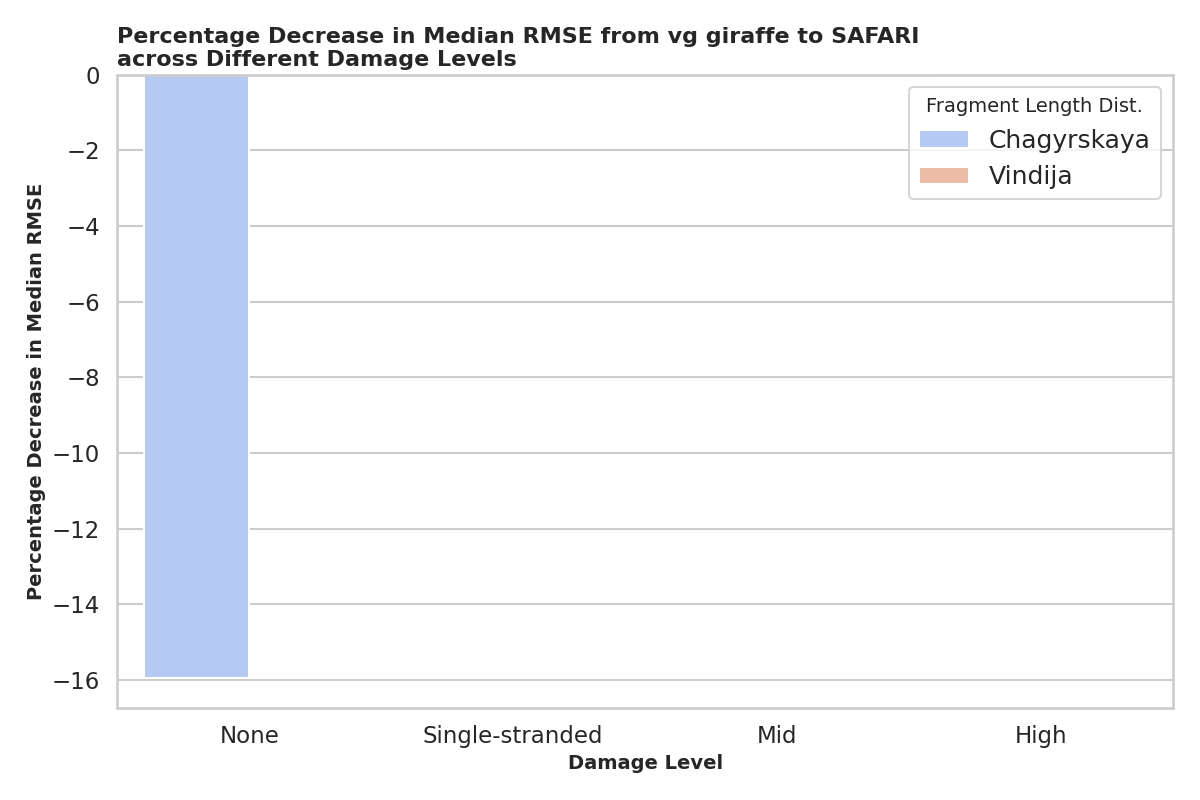 Percentage Decrease in Median RMSE from vg giraffe to SAFARI
across Different Damage Levels
Percentage Decrease in Median RMSE
0
−2
−4
−6
−8
−10
−12
−14
−16
Fragment Length Dist.
Chagyrskaya
Vindija
None
Single-stranded
Mid
High
Damage Level